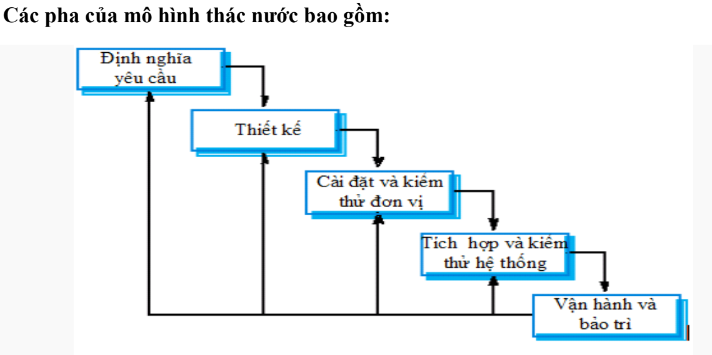 Các pha của mô hình thác nước bao gồm:
Định nghĩa
yêu cầu
Thiết kế
Cài đặt và kiểm
thử đơn vị
Tích hợp và kiểm
thử hệ thống
Vận hành và
bảo trì